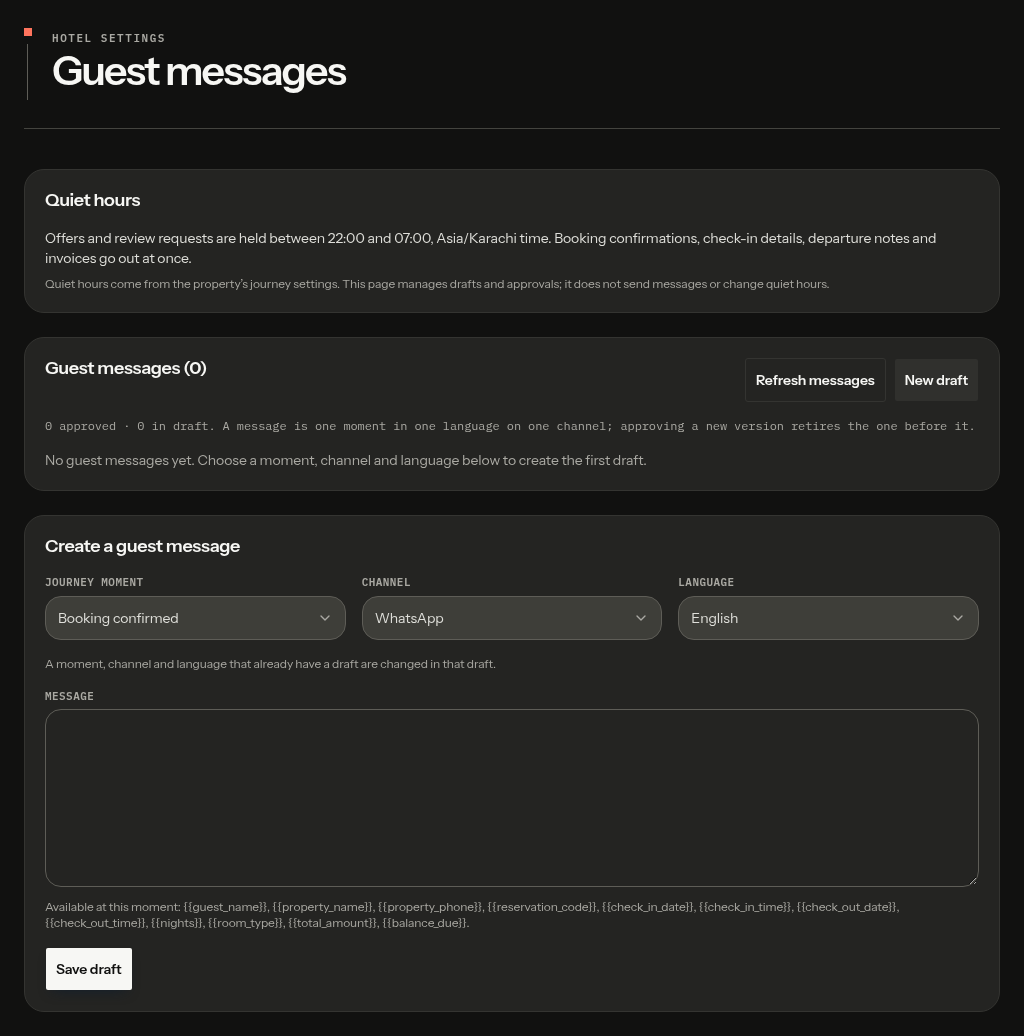 HOTEL SETTINGS
Guest messages
Quiet hours
Offers and review requests are held between 22:00 and 07:00, Asia/Karachi time. Booking confirmations, check-in details, departure notes and
invoices go out at once.
Quiet hours come from the property's journey settings. This page manages drafts and approvals; it does not send messages or change quiet hours.
Guest messages (0)
Refresh messages
New draft
0 approved · 0 in draft. A message is one moment in one language on one channel; approving a new version retires the one before it.
No guest messages yet. Choose a moment, channel and language below to create the first draft.
Create a guest message
JOURNEY MOMENT
CHANNEL
LANGUAGE
Booking confirmed
WhatsApp
English
A moment, channel and language that already have a draft are changed in that draft.
MESSAGE
Available at this moment: {{guest_name}}, {{property_name}}, {{property_phone}}, {{reservation_code}}, {{check_in_date}}, {{check_in_time}}, {{check_out_date}},
{{check_out_time}}, {{nights}}, {{room_type}}, {{total_amount}}, {{balance_due}}.
Save draft